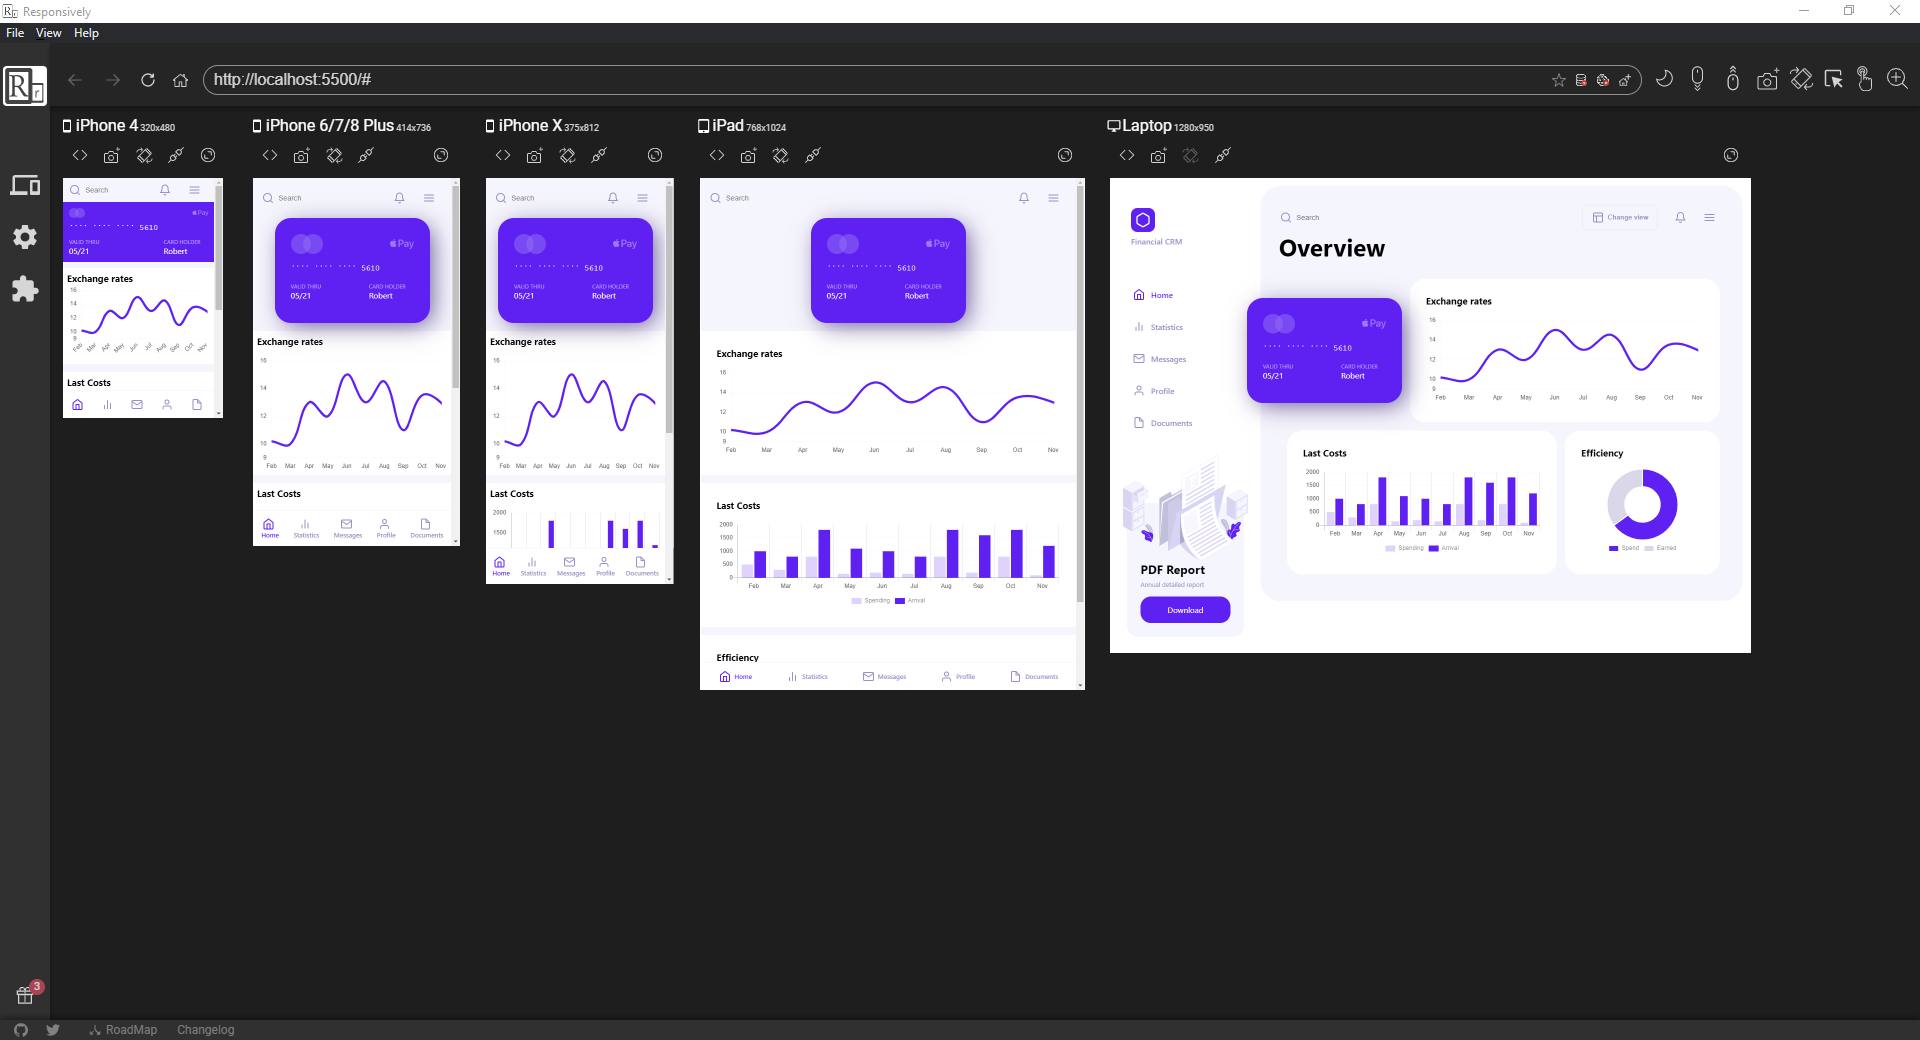 Responsively
File View Help
http://localhost:5500/#
iPhone 4 320x480
Search
Pay
5610
VALID THRU CARD HOLDER
05/21 Robert
Exchange rates
16
14
12
10
9
Feb Mar Apr May Jun Jul Aug Sep Oct Nov
Last Costs
iPhone 6/7/8 Plus 414x736
Search
Pay
5610
VALID THRU CARD HOLDER
05/21 Robert
Exchange rates
16
14
12
10
9
Feb Mar Apr May Jun Jul Aug Sep Oct Nov
Last Costs
Home Statistics Messages Profile Documents
iPhone X 375x812
Search
Pay
5610
VALID THRU CARD HOLDER
05/21 Robert
Exchange rates
16
14
12
10
9
Feb Mar Apr May Jun Jul Aug Sep Oct Nov
Last Costs
2000
1500
Home Statistics Messages Profile Documents
iPad 768x1024
Search
Pay
5610
VALID THRU CARD HOLDER
05/21 Robert
Exchange rates
16
14
12
10
9
Feb Mar Apr May Jun Jul Aug Sep Oct Nov
Last Costs
2000
1500
1000
500
0
Feb Mar Apr May Jun Jul Aug Sep Oct Nov
Spending Arrival
Efficiency
Home Statistics Messages Profile Documents
Laptop 1280x950
Financial CRM
Home
Statistics
Messages
Profile
Documents
PDF Report
Annual detailed report
Download
Search Change view
Overview
Pay
5610
VALID THRU CARD HOLDER
05/21 Robert
Exchange rates
16
14
12
10
9
Feb Mar Apr May Jun Jul Aug Sep Oct Nov
Last Costs
2000
1500
1000
500
0
Feb Mar Apr May Jun Jul Aug Sep Oct Nov
Spending Arrival
Efficiency
Spend Earned
3
RoadMap Changelog